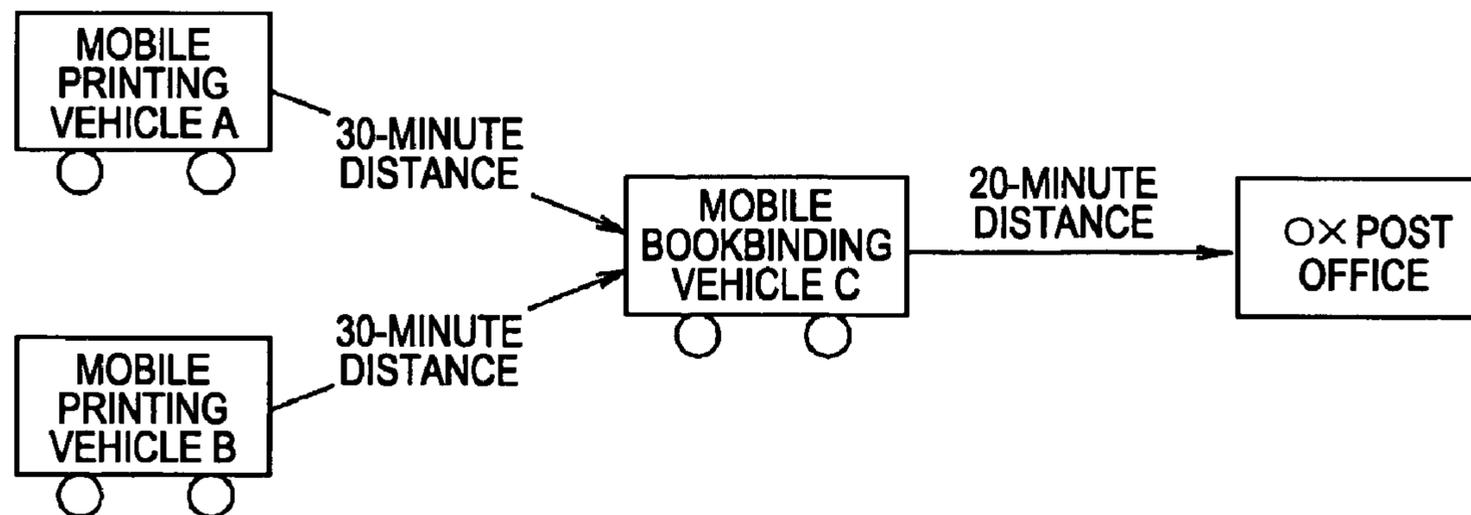 MOBILE
PRINTING
VEHICLE A
30-MINUTE
DISTANCE
MOBILE
BOOKBINDING
VEHICLE C
20-MINUTE
DISTANCE
○× POST
OFFICE
30-MINUTE
DISTANCE
MOBILE
PRINTING
VEHICLE B